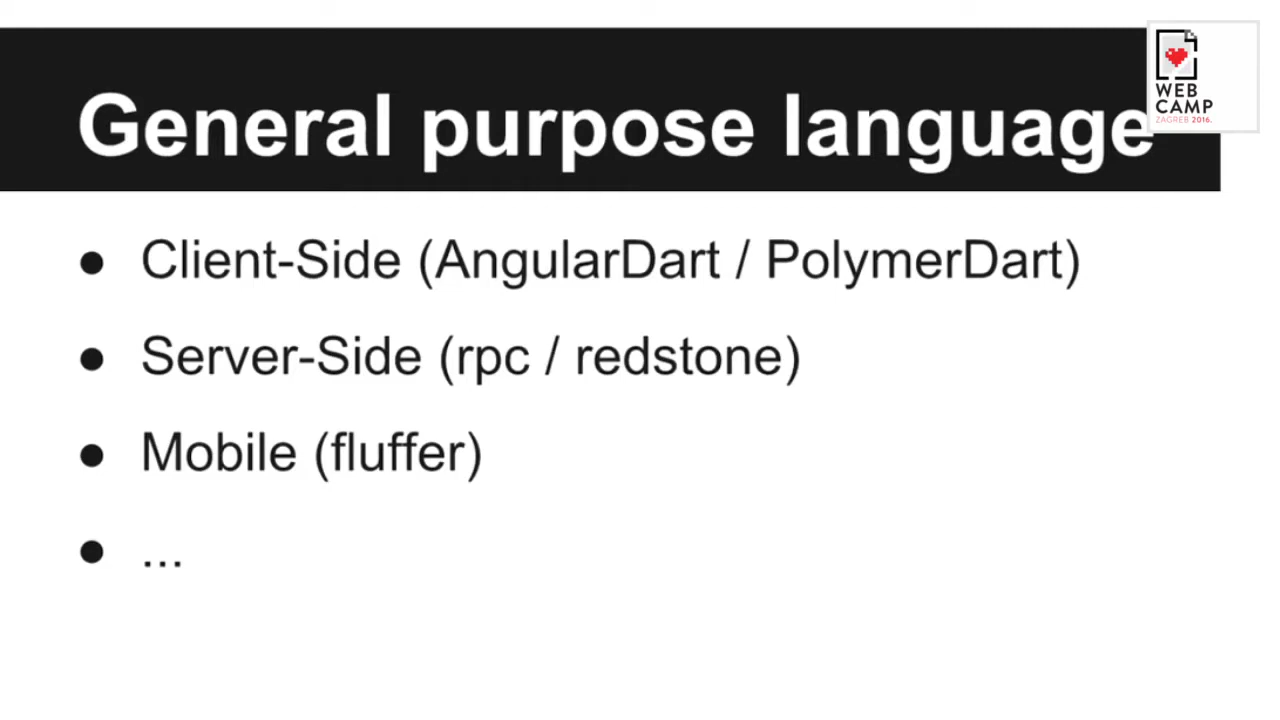 General purpose language
WEB
CAMP
ZAGREB 2016.
● Client-Side (AngularDart / PolymerDart)
● Server-Side (rpc / redstone)
● Mobile (fluffer)
● ...